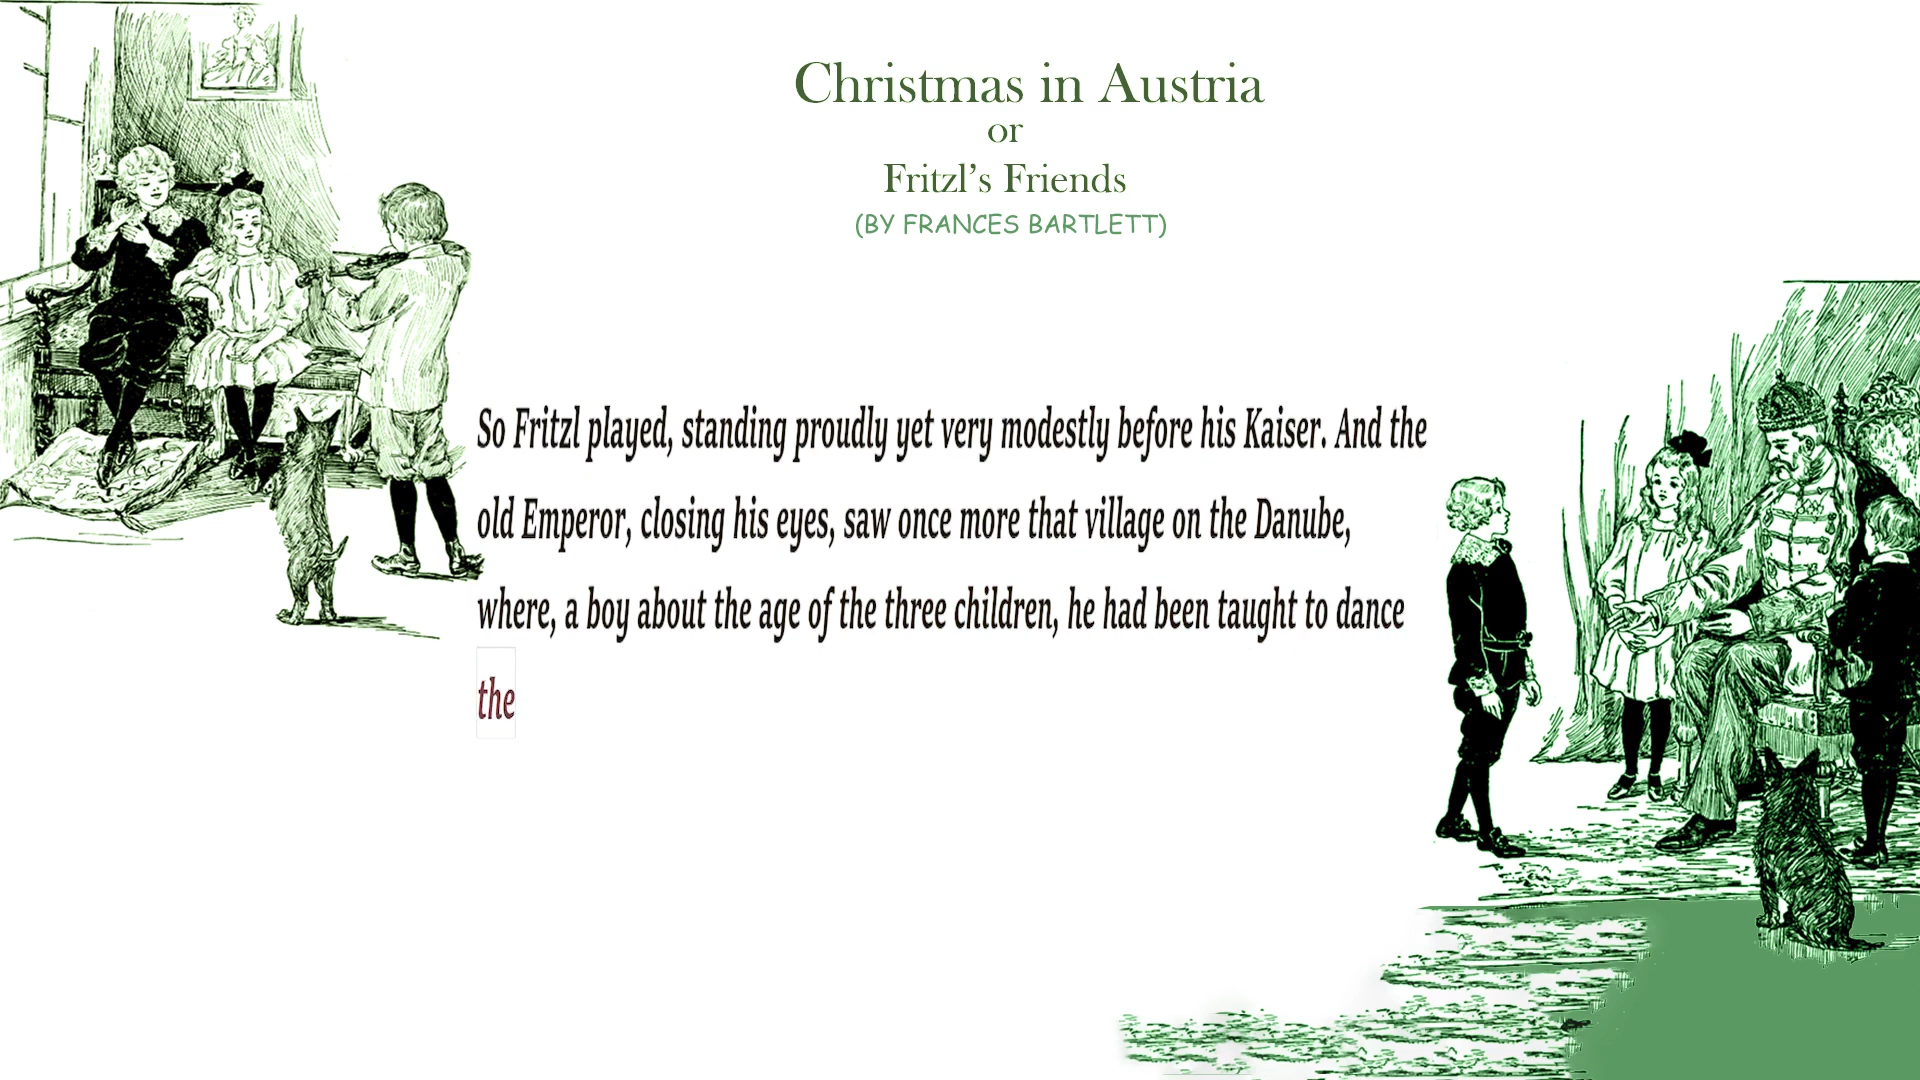 Christmas in Austria
or
Fritzl's Friends
(BY FRANCES BARTLETT)
So Fritzl played, standing proudly yet very modestly before his Kaiser. And the
old Emperor, closing his eyes, saw once more that village on the Danube,
where, a boy about the age of the three children, he had been taught to dance
the